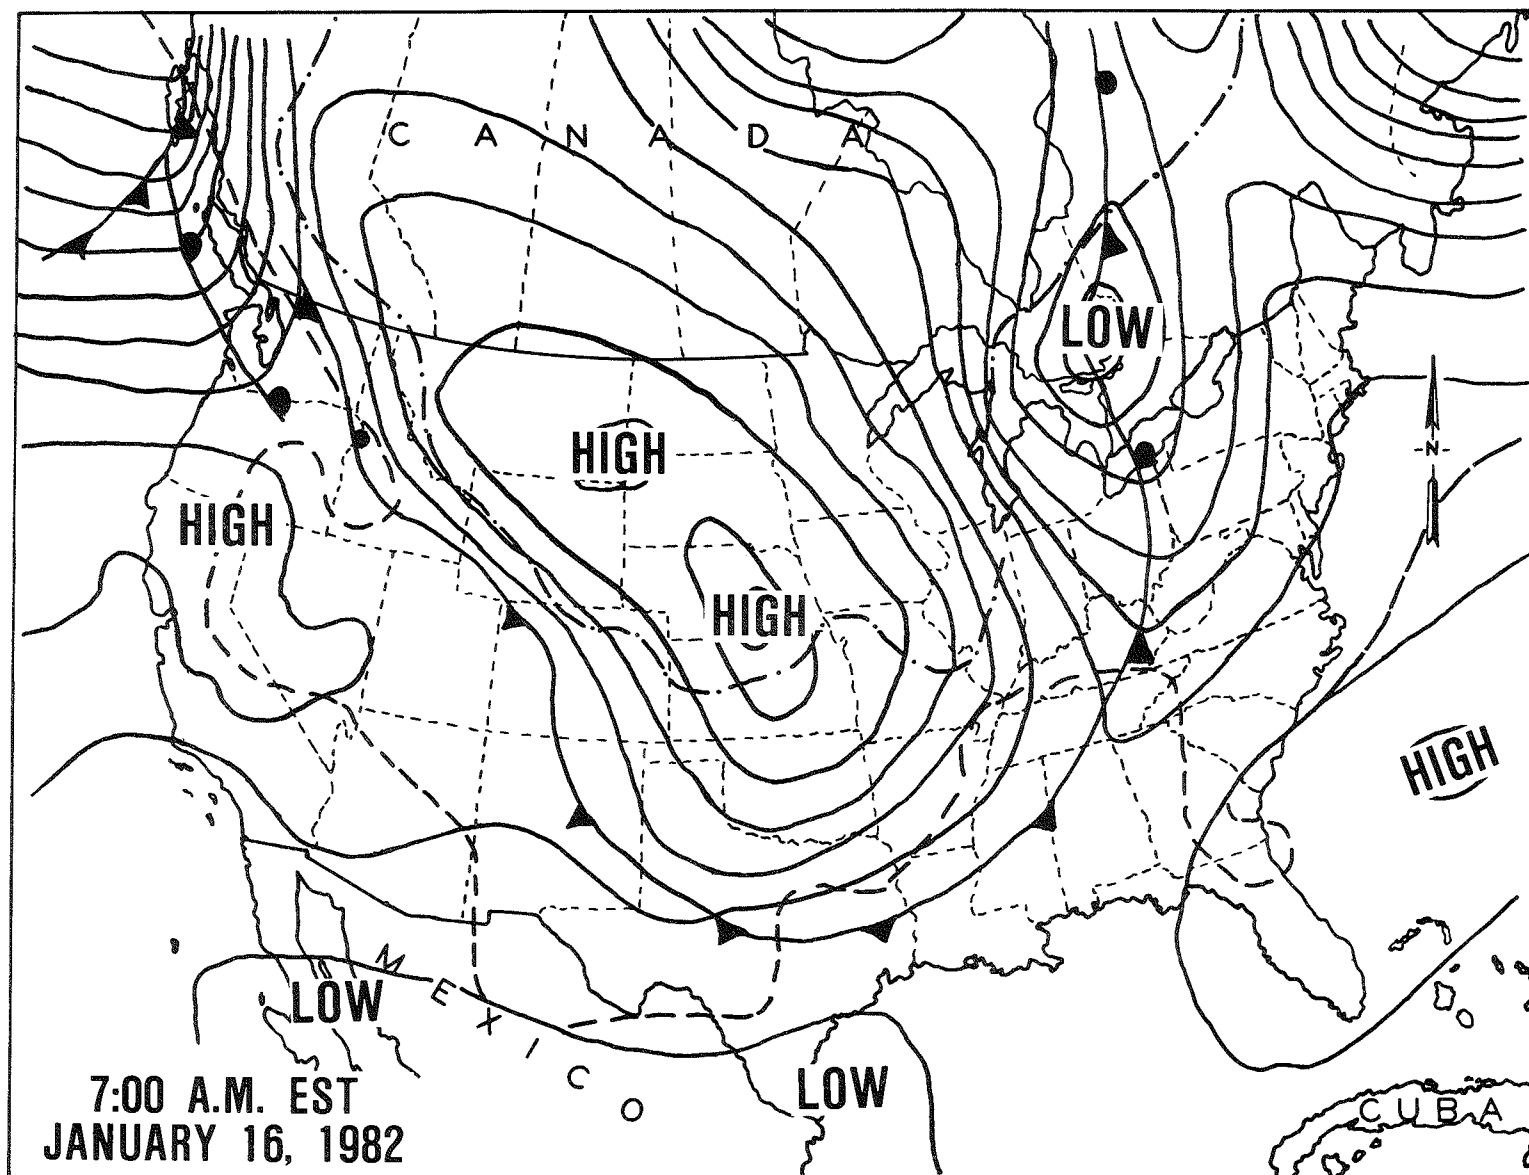 CANADA
LOW
HIGH
HIGH
N
HIGH
HIGH
LOW
MEXICO
LOW
7:00 A.M. EST
JANUARY 16, 1982
CUBA